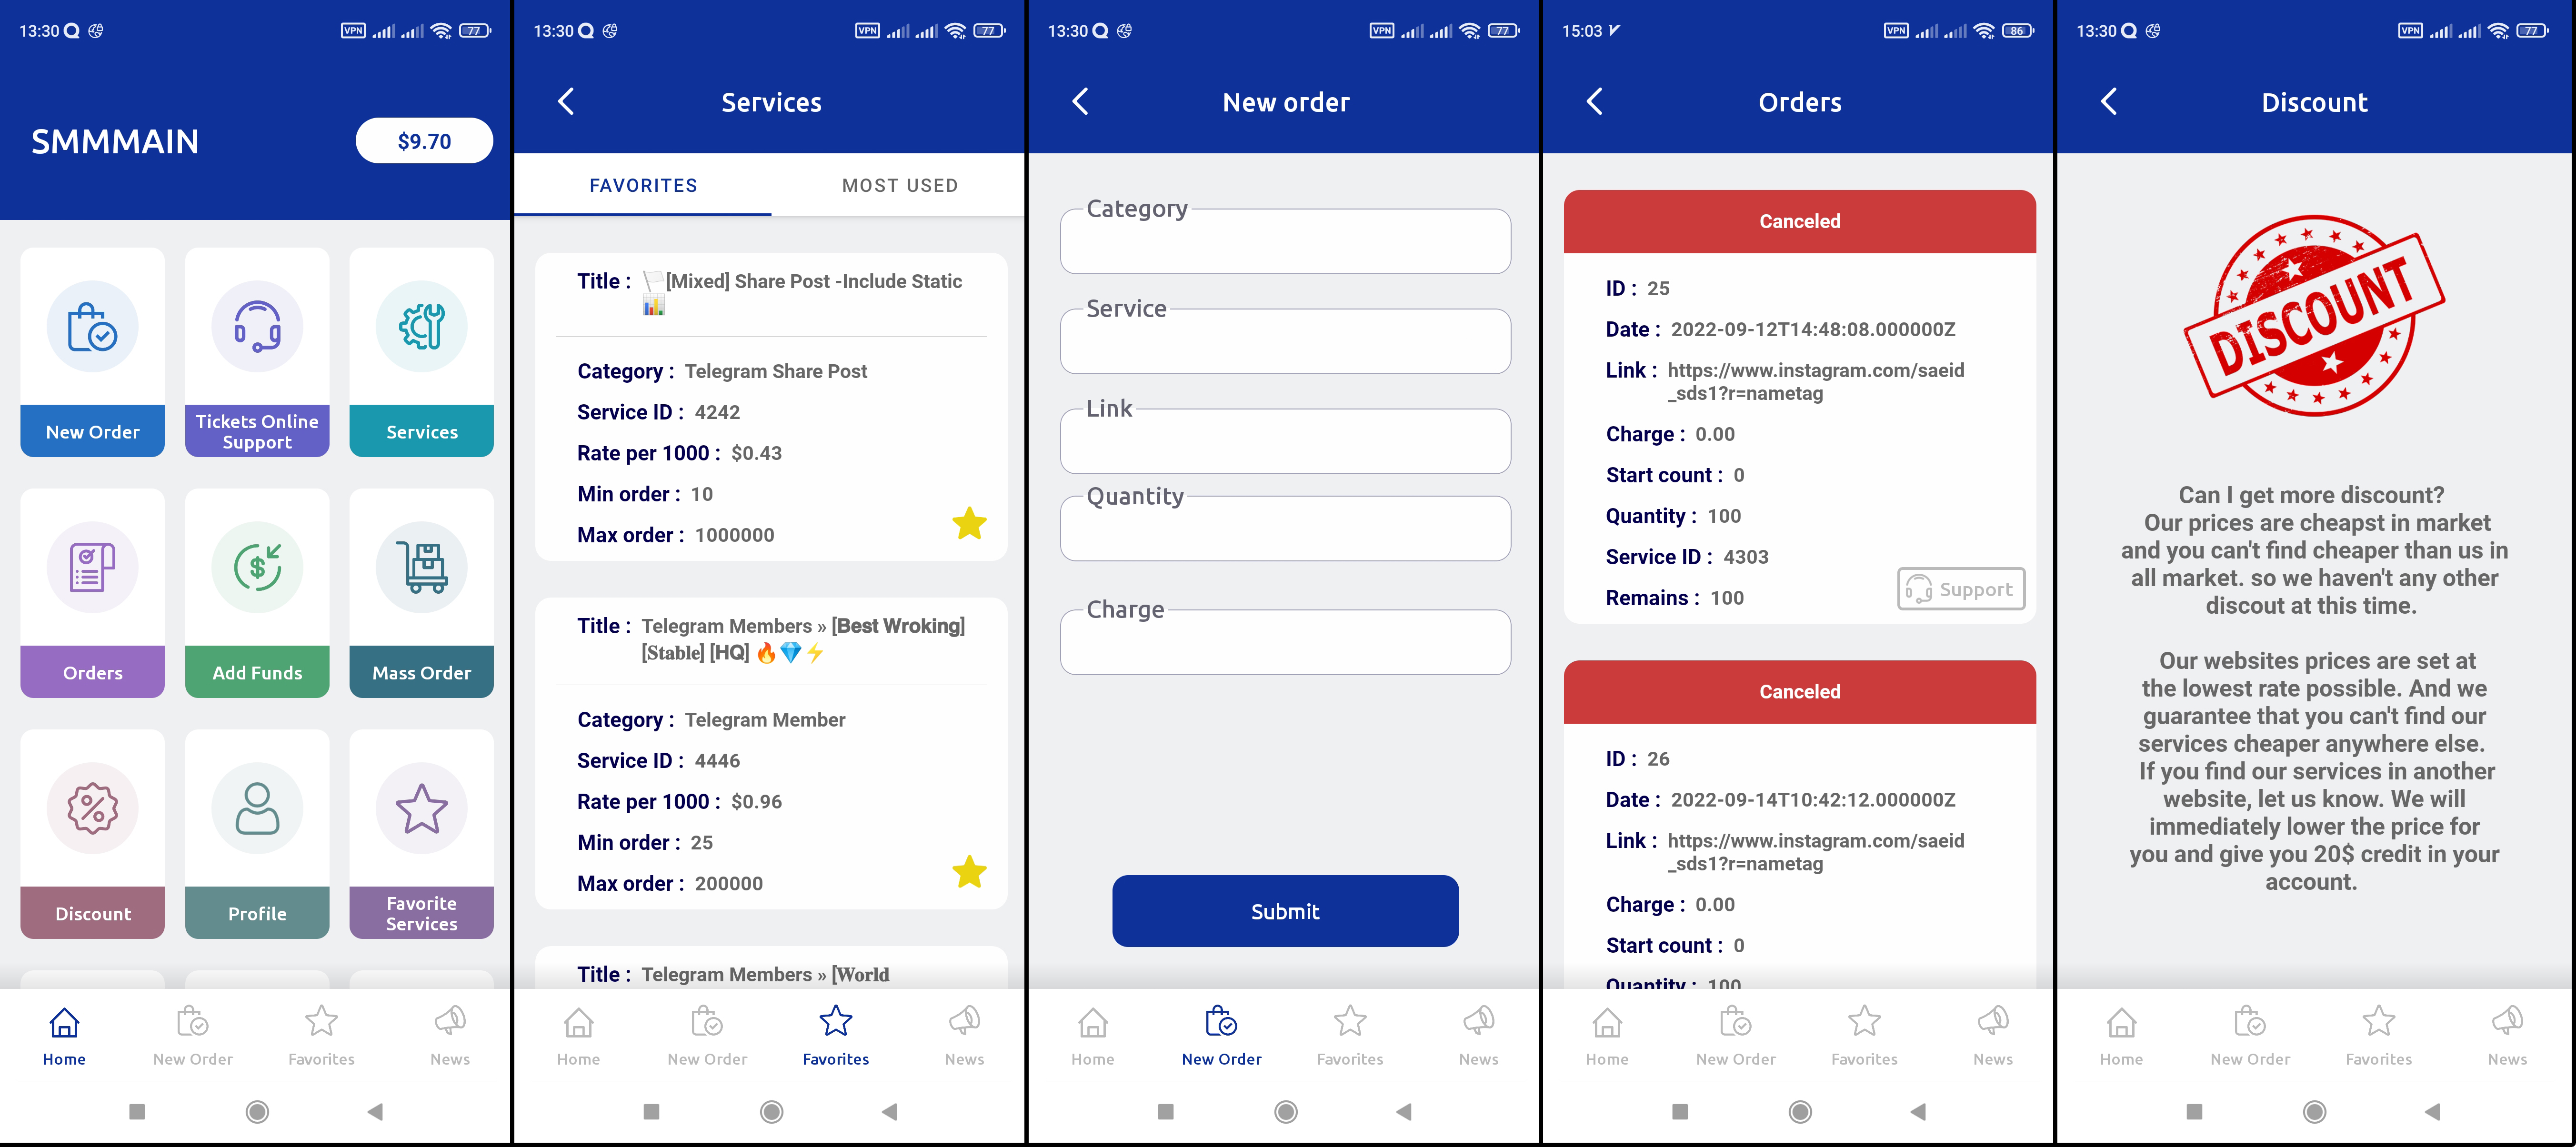 13:30
VPN
77
SMMMAIN
$9.70
New Order
Tickets Online
Support
Services
Orders
Add Funds
Mass Order
Discount
Profile
Favorite
Services
Home
New Order
Favorites
News
13:30
VPN
77
Services
FAVORITES
MOST USED
Title : 🏳️[Mixed] Share Post -Include Static
📊
Category : Telegram Share Post
Service ID : 4242
Rate per 1000 : $0.43
Min order : 10
Max order : 1000000
Title : Telegram Members » [𝗕𝗲𝘀𝘁 𝗪𝗿𝗼𝗸𝗶𝗻𝗴]
[𝐒𝐭𝐚𝐛𝐥𝐞] [𝗛𝗤] 🔥💎⚡
Category : Telegram Member
Service ID : 4446
Rate per 1000 : $0.96
Min order : 25
Max order : 200000
Title : Telegram Members » [𝐖𝐨𝐫𝐥𝐝
Home
New Order
Favorites
News
13:30
VPN
77
New order
Category
Service
Link
Quantity
Charge
Submit
Home
New Order
Favorites
News
15:03
VPN
86
Orders
Canceled
ID : 25
Date : 2022-09-12T14:48:08.000000Z
Link : https://www.instagram.com/saeid
_sds1?r=nametag
Charge : 0.00
Start count : 0
Quantity : 100
Service ID : 4303
Remains : 100
Support
Canceled
ID : 26
Date : 2022-09-14T10:42:12.000000Z
Link : https://www.instagram.com/saeid
_sds1?r=nametag
Charge : 0.00
Start count : 0
Quantity : 100
Home
New Order
Favorites
News
13:30
VPN
77
Discount
DISCOUNT
Can I get more discount?
Our prices are cheapst in market
and you can't find cheaper than us in
all market. so we haven't any other
discout at this time.
Our websites prices are set at
the lowest rate possible. And we
guarantee that you can't find our
services cheaper anywhere else.
If you find our services in another
website, let us know. We will
immediately lower the price for
you and give you 20$ credit in your
account.
Home
New Order
Favorites
News